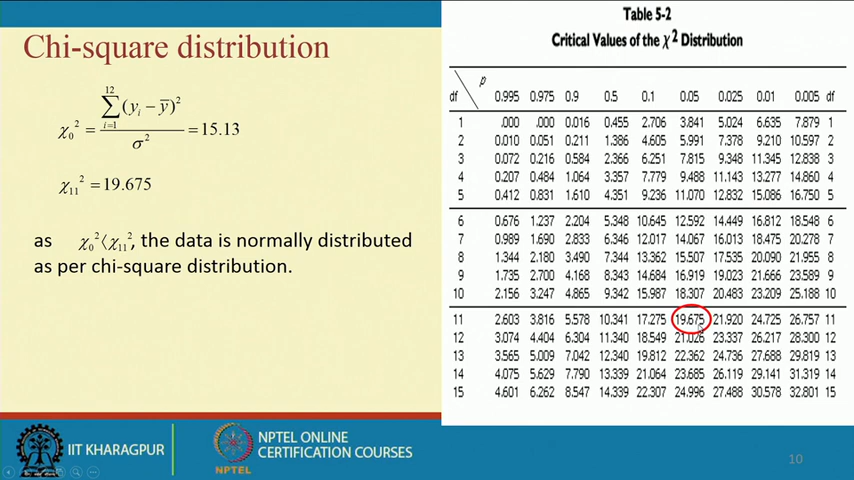 Chi-square distribution
χ₀² = ∑_{i=1}^{12} (yᵢ − ȳ)² / σ² = 15.13
χ₁₁² = 19.675
as χ₀²⟨χ₁₁², the data is normally distributed
as per chi-square distribution.
Table 5-2
Critical Values of the χ2 Distribution
p
df 0.995 0.975 0.9 0.5 0.1 0.05 0.025 0.01 0.005 df
1 .000 .000 0.016 0.455 2.706 3.841 5.024 6.635 7.879 1
2 0.010 0.051 0.211 1.386 4.605 5.991 7.378 9.210 10.597 2
3 0.072 0.216 0.584 2.366 6.251 7.815 9.348 11.345 12.838 3
4 0.207 0.484 1.064 3.357 7.779 9.488 11.143 13.277 14.860 4
5 0.412 0.831 1.610 4.351 9.236 11.070 12.832 15.086 16.750 5
6 0.676 1.237 2.204 5.348 10.645 12.592 14.449 16.812 18.548 6
7 0.989 1.690 2.833 6.346 12.017 14.067 16.013 18.475 20.278 7
8 1.344 2.180 3.490 7.344 13.362 15.507 17.535 20.090 21.955 8
9 1.735 2.700 4.168 8.343 14.684 16.919 19.023 21.666 23.589 9
10 2.156 3.247 4.865 9.342 15.987 18.307 20.483 23.209 25.188 10
11 2.603 3.816 5.578 10.341 17.275 19.675 21.920 24.725 26.757 11
12 3.074 4.404 6.304 11.340 18.549 21.026 23.337 26.217 28.300 12
13 3.565 5.009 7.042 12.340 19.812 22.362 24.736 27.688 29.819 13
14 4.075 5.629 7.790 13.339 21.064 23.685 26.119 29.141 31.319 14
15 4.601 6.262 8.547 14.339 22.307 24.996 27.488 30.578 32.801 15
IIT KHARAGPUR
NPTEL
NPTEL ONLINE
CERTIFICATION COURSES
10